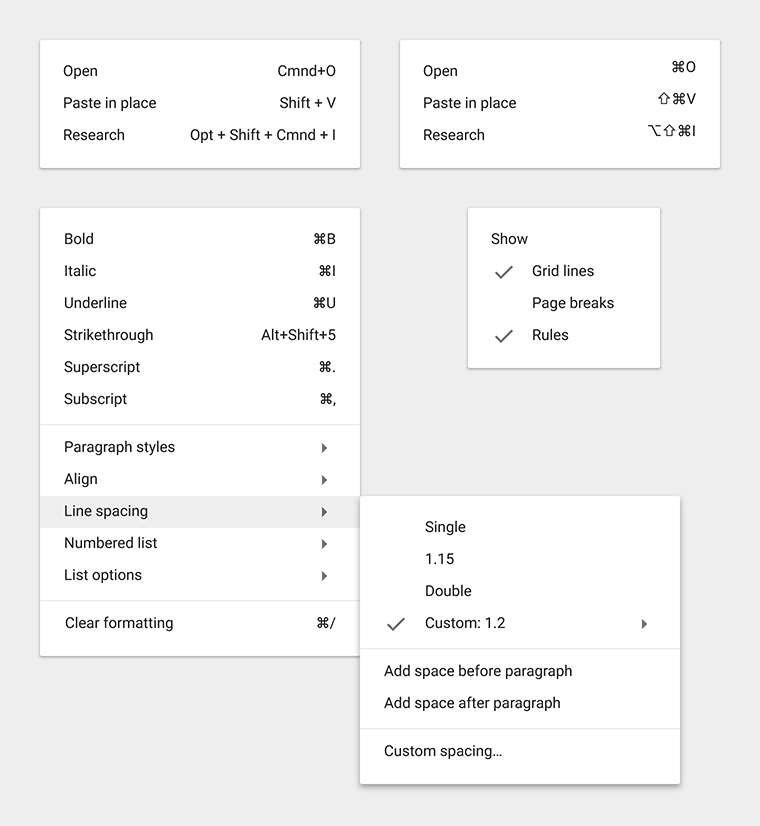 Open Cmnd+O
Paste in place Shift + V
Research Opt + Shift + Cmnd + I
Open ⌘O
Paste in place ⇧⌘V
Research ⌥⇧⌘I
Bold ⌘B
Italic ⌘I
Underline ⌘U
Strikethrough Alt+Shift+5
Superscript ⌘.
Subscript ⌘,
Paragraph styles
Align
Line spacing
Numbered list
List options
Clear formatting ⌘/
Show
Grid lines
Page breaks
Rules
Single
1.15
Double
Custom: 1.2
Add space before paragraph
Add space after paragraph
Custom spacing...